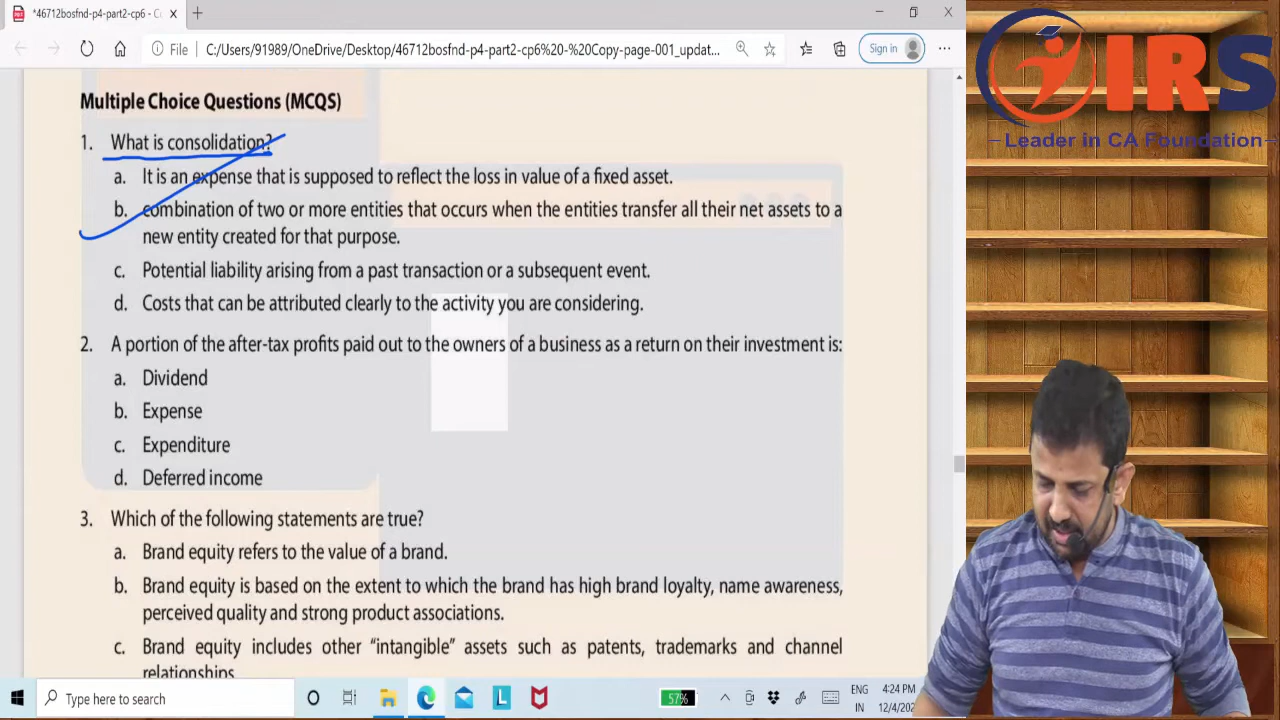 *46712bosfnd-p4-part2-cp6 - C
File
C:/Users/91989/OneDrive/Desktop/46712bosfnd-p4-part2-cp6%20-%20Copy-page-001_updat...
Sign in
IRS
Leader in CA Foundation
Multiple Choice Questions (MCQS)
1. What is consolidation?
a. It is an expense that is supposed to reflect the loss in value of a fixed asset.
b. combination of two or more entities that occurs when the entities transfer all their net assets to a
new entity created for that purpose.
c. Potential liability arising from a past transaction or a subsequent event.
d. Costs that can be attributed clearly to the activity you are considering.
2. A portion of the after-tax profits paid out to the owners of a business as a return on their investment is:
a. Dividend
b. Expense
c. Expenditure
d. Deferred income
3. Which of the following statements are true?
a. Brand equity refers to the value of a brand.
b. Brand equity is based on the extent to which the brand has high brand loyalty, name awareness,
perceived quality and strong product associations.
c. Brand equity includes other “intangible” assets such as patents, trademarks and channel
relationships.
Type here to search
L
57%
ENG
IN
4:24 PM
12/4/202